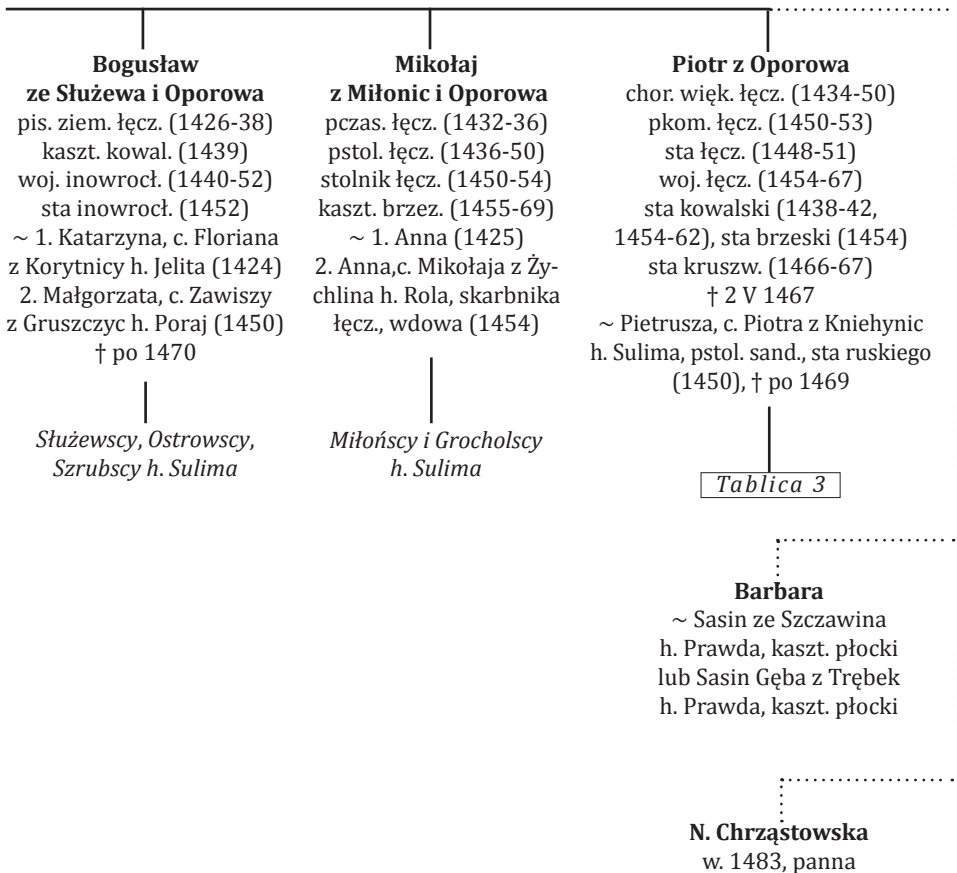 Bogusław
ze Służewa i Oporowa
pis. ziem. łęcz. (1426-38)
kaszt. kowal. (1439)
woj. inowrocł. (1440-52)
sta inowrocł. (1452)
~ 1. Katarzyna, c. Floriana
z Korytnicy h. Jelita (1424)
2. Małgorzata, c. Zawiszy
z Gruszczyc h. Poraj (1450)
† po 1470
Służewscy, Ostrowscy,
Szrubscy h. Sulima
Mikołaj
z Miłonic i Oporowa
pczas. łęcz. (1432-36)
pstol. łęcz. (1436-50)
stolnik łęcz. (1450-54)
kaszt. brzez. (1455-69)
~ 1. Anna (1425)
2. Anna,c. Mikołaja z Ży-
chlina h. Rola, skarbnika
łęcz., wdowa (1454)
Miłońscy i Grocholscy
h. Sulima
Piotr z Oporowa
chor. więk. łęcz. (1434-50)
pkom. łęcz. (1450-53)
sta łęcz. (1448-51)
woj. łęcz. (1454-67)
sta kowalski (1438-42,
1454-62), sta brzeski (1454)
sta kruszw. (1466-67)
† 2 V 1467
~ Pietrusza, c. Piotra z Kniehynic
h. Sulima, pstol. sand., sta ruskiego
(1450), † po 1469
Tablica 3
Barbara
~ Sasin ze Szczawina
h. Prawda, kaszt. płocki
lub Sasin Gęba z Trębek
h. Prawda, kaszt. płocki
N. Chrząstowska
w. 1483, panna